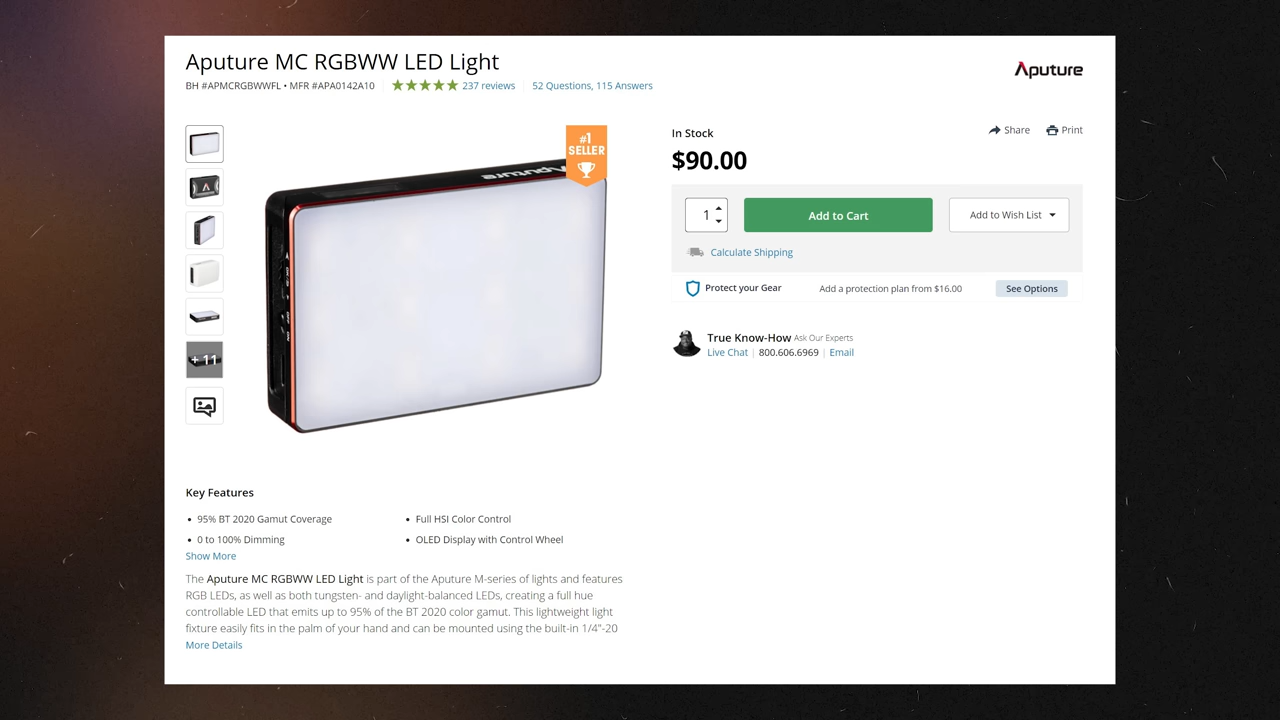 Aputure MC RGBWW LED Light
BH #APMCRGBWWFL • MFR #APA0142A10
237 reviews
52 Questions, 115 Answers
Aputure
#1
SELLER
Aputure
+ 11
In Stock
Share
Print
$90.00
1
Add to Cart
Add to Wish List
Calculate Shipping
Protect your Gear
Add a protection plan from $16.00
See Options
True Know-How Ask Our Experts
Live Chat | 800.606.6969 | Email
Key Features
• 95% BT 2020 Gamut Coverage
• Full HSI Color Control
• 0 to 100% Dimming
• OLED Display with Control Wheel
Show More
The Aputure MC RGBWW LED Light is part of the Aputure M-series of lights and features
RGB LEDs, as well as both tungsten- and daylight-balanced LEDs, creating a full hue
controllable LED that emits up to 95% of the BT 2020 color gamut. This lightweight light
fixture easily fits in the palm of your hand and can be mounted using the built-in 1/4"-20
More Details